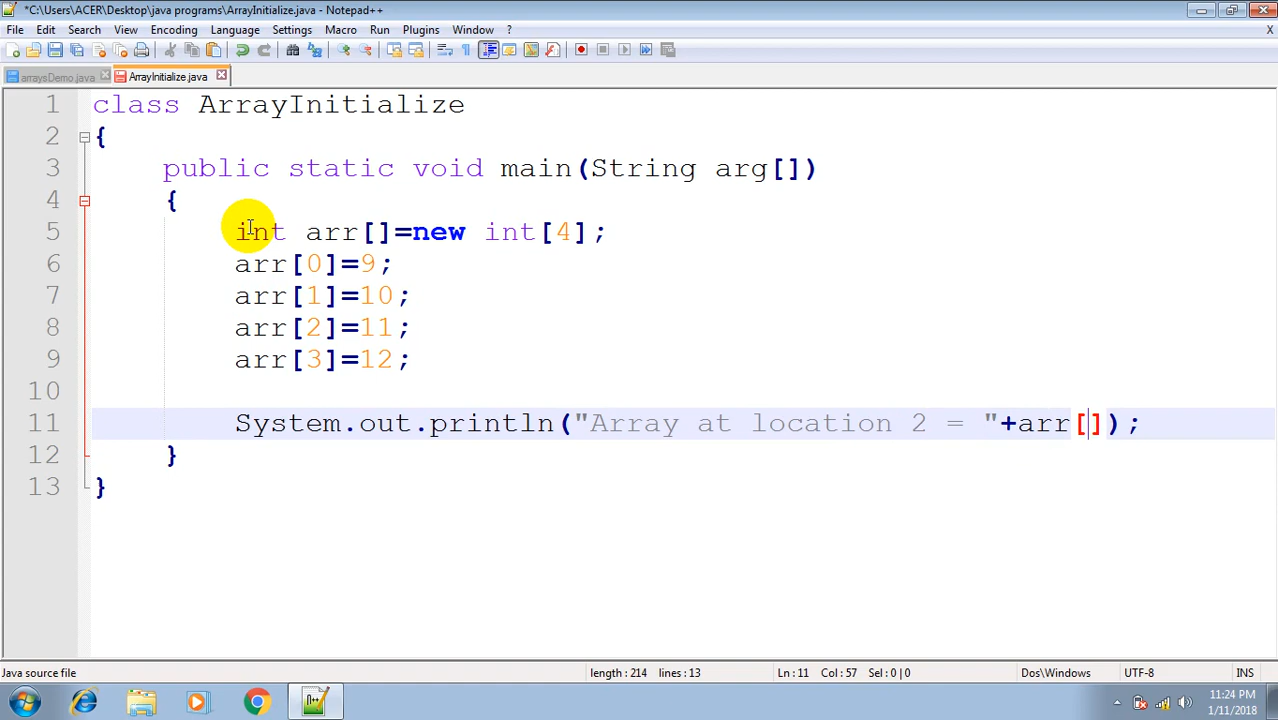 *C:\Users\ACER\Desktop\java programs\ArrayInitialize.java - Notepad++
File Edit Search View Encoding Language Settings Macro Run Plugins Window ? X
arraysDemo.java ArrayInitialize.java
1 class ArrayInitialize
2 {
3 public static void main(String arg[])
4 {
5 int arr[]=new int[4];
6 arr[0]=9;
7 arr[1]=10;
8 arr[2]=11;
9 arr[3]=12;
10
11 System.out.println("Array at location 2 = "+arr[]);
12 }
13 }
Java source file length : 214 lines : 13 Ln : 11 Col : 57 Sel : 0 | 0 Dos\Windows UTF-8 INS
11:24 PM
1/11/2018